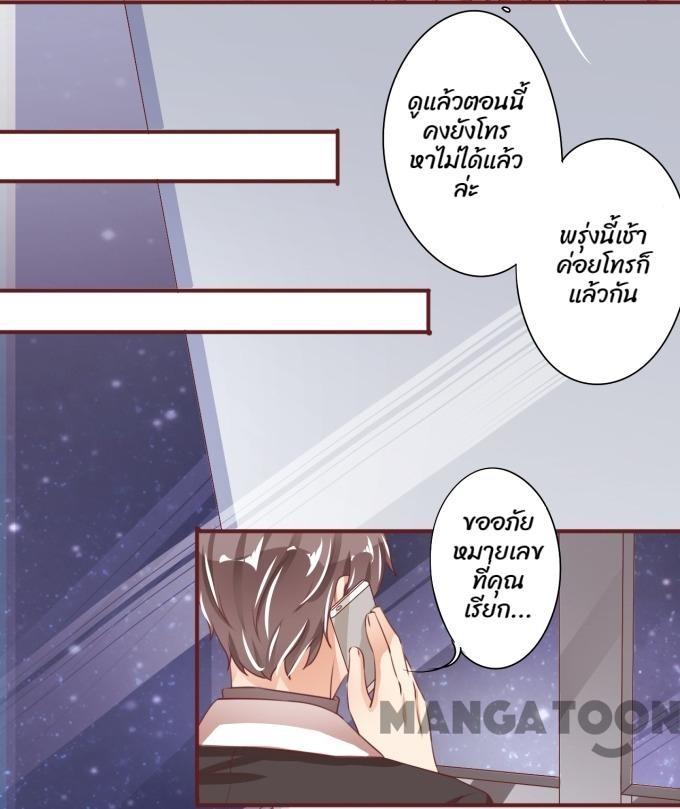 ดูแล้วตอนนี้
คงยังโทร
หาไม่ได้แล้ว
ล่ะ
พรุ่งนี้เช้า
ค่อยโทรก็
แล้วกัน
ขออภัย
หมายเลข
ที่คุณ
เรียก...
MANGATOON